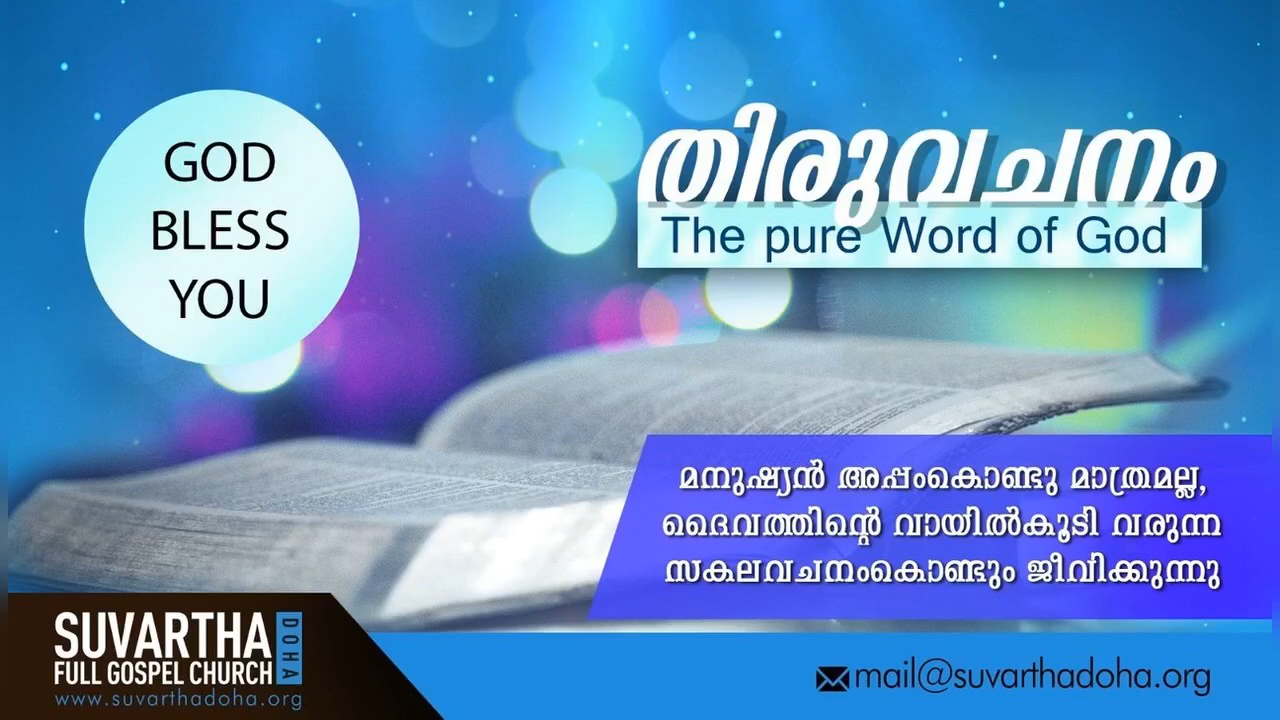 GOD
BLESS
YOU
തിരുവചനം
The pure Word of God
മനുഷ്യൻ അപ്പംകൊണ്ടു മാത്രമല്ല,
ദൈവത്തിന്റെ വായിൽകൂടി വരുന്ന
സകലവചനംകൊണ്ടും ജീവിക്കുന്നു
SUVARTHA DOHA
FULL GOSPEL CHURCH
www.suvarthadoha.org
mail@suvarthadoha.org